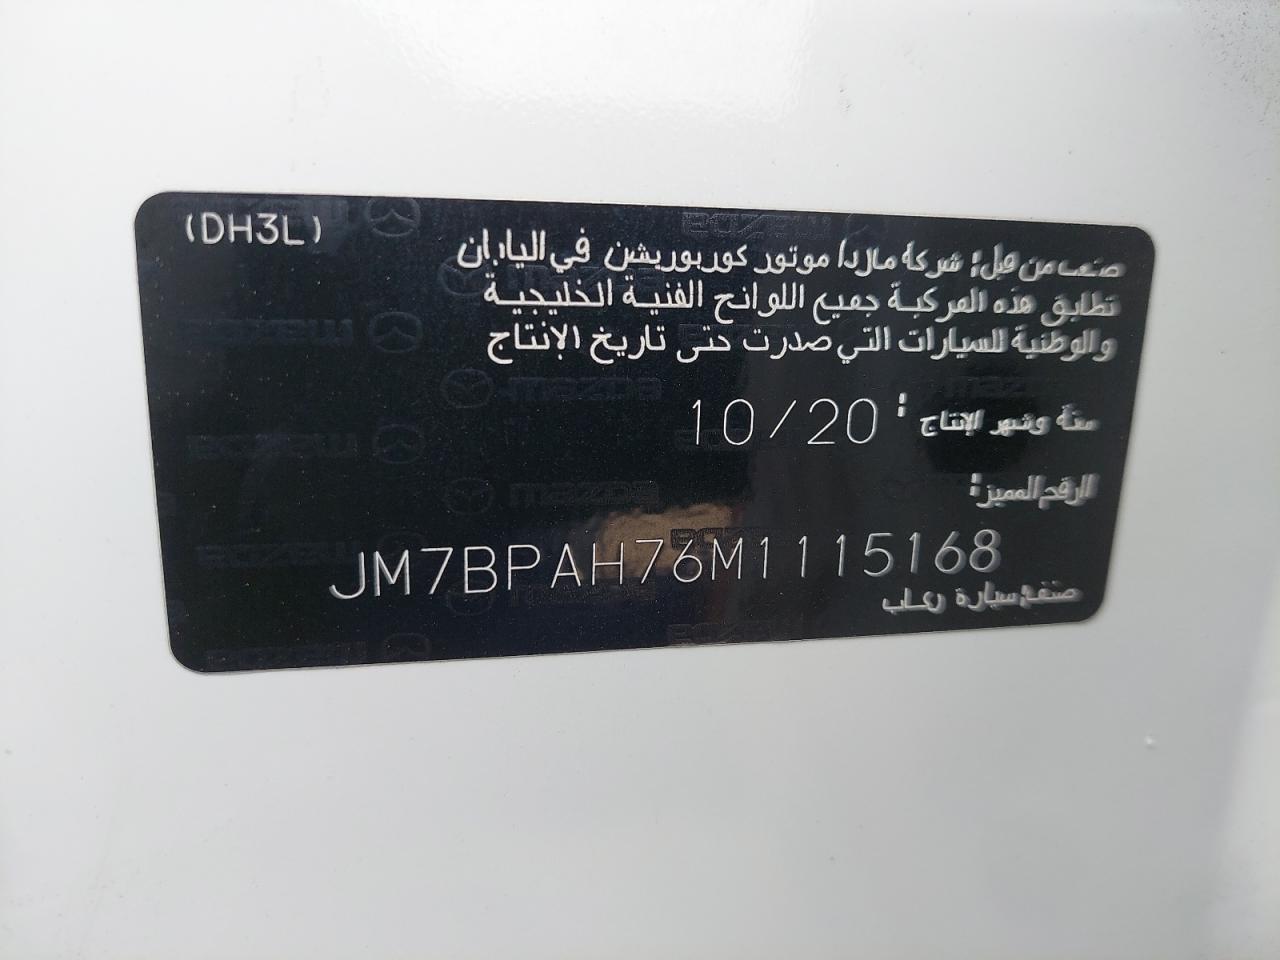 (DH3L)
صنعت من قبل: شركة مازدا موتور كوربوريشن في اليابان
تطابق هذه المركبة جميع اللوائح الفنية الخليجية
والوطنية للسيارات التي صدرت حتى تاريخ الإنتاج
سنة وشهر الإنتاج : 10/20
الرقم المميز:
JM7BPAH76M1115168
صنف سيارة ركاب